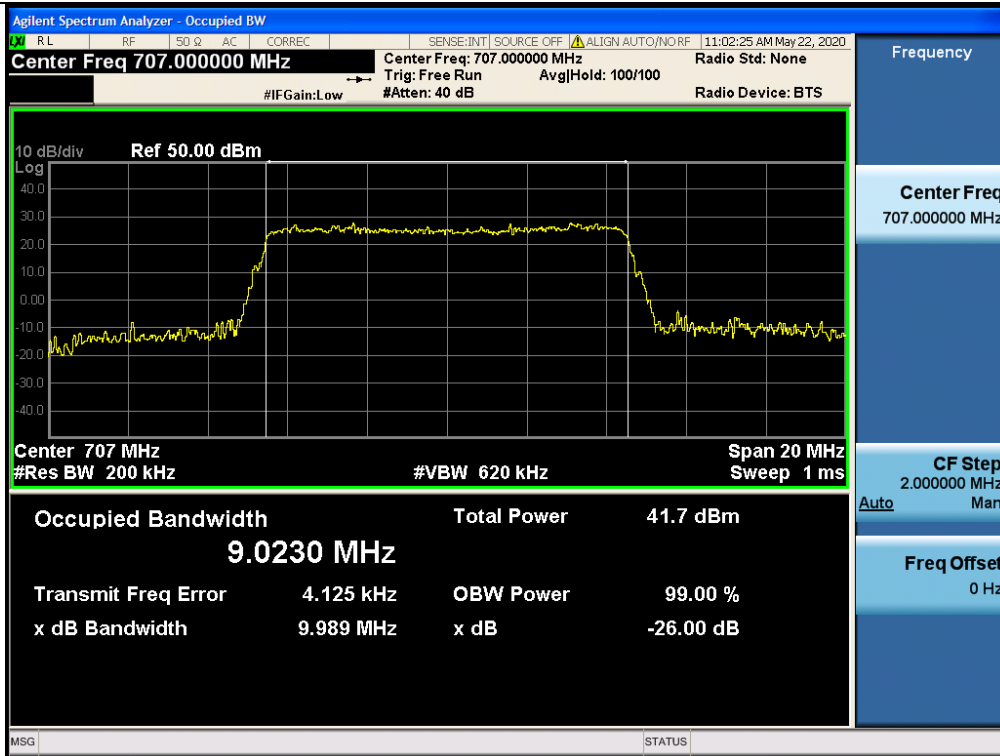 Agilent Spectrum Analyzer - Occupied BW
LXI RL RF 50 Ω AC CORREC SENSE:INT SOURCE OFF ALIGN AUTO/NO RF 11:02:25 AM May 22, 2020
Center Freq 707.000000 MHz
Center Freq: 707.000000 MHz Radio Std: None
Trig: Free Run Avg|Hold: 100/100
#IFGain:Low #Atten: 40 dB Radio Device: BTS
10 dB/div Ref 50.00 dBm
Log
40.0
30.0
20.0
10.0
0.00
-10.0
-20.0
-30.0
-40.0
Center 707 MHz Span 20 MHz
#Res BW 200 kHz #VBW 620 kHz Sweep 1 ms
Occupied Bandwidth Total Power 41.7 dBm
9.0230 MHz
Transmit Freq Error 4.125 kHz OBW Power 99.00 %
x dB Bandwidth 9.989 MHz x dB -26.00 dB
MSG STATUS
Frequency
Center Freq
707.000000 MHz
CF Step
2.000000 MHz
Auto Man
Freq Offset
0 Hz